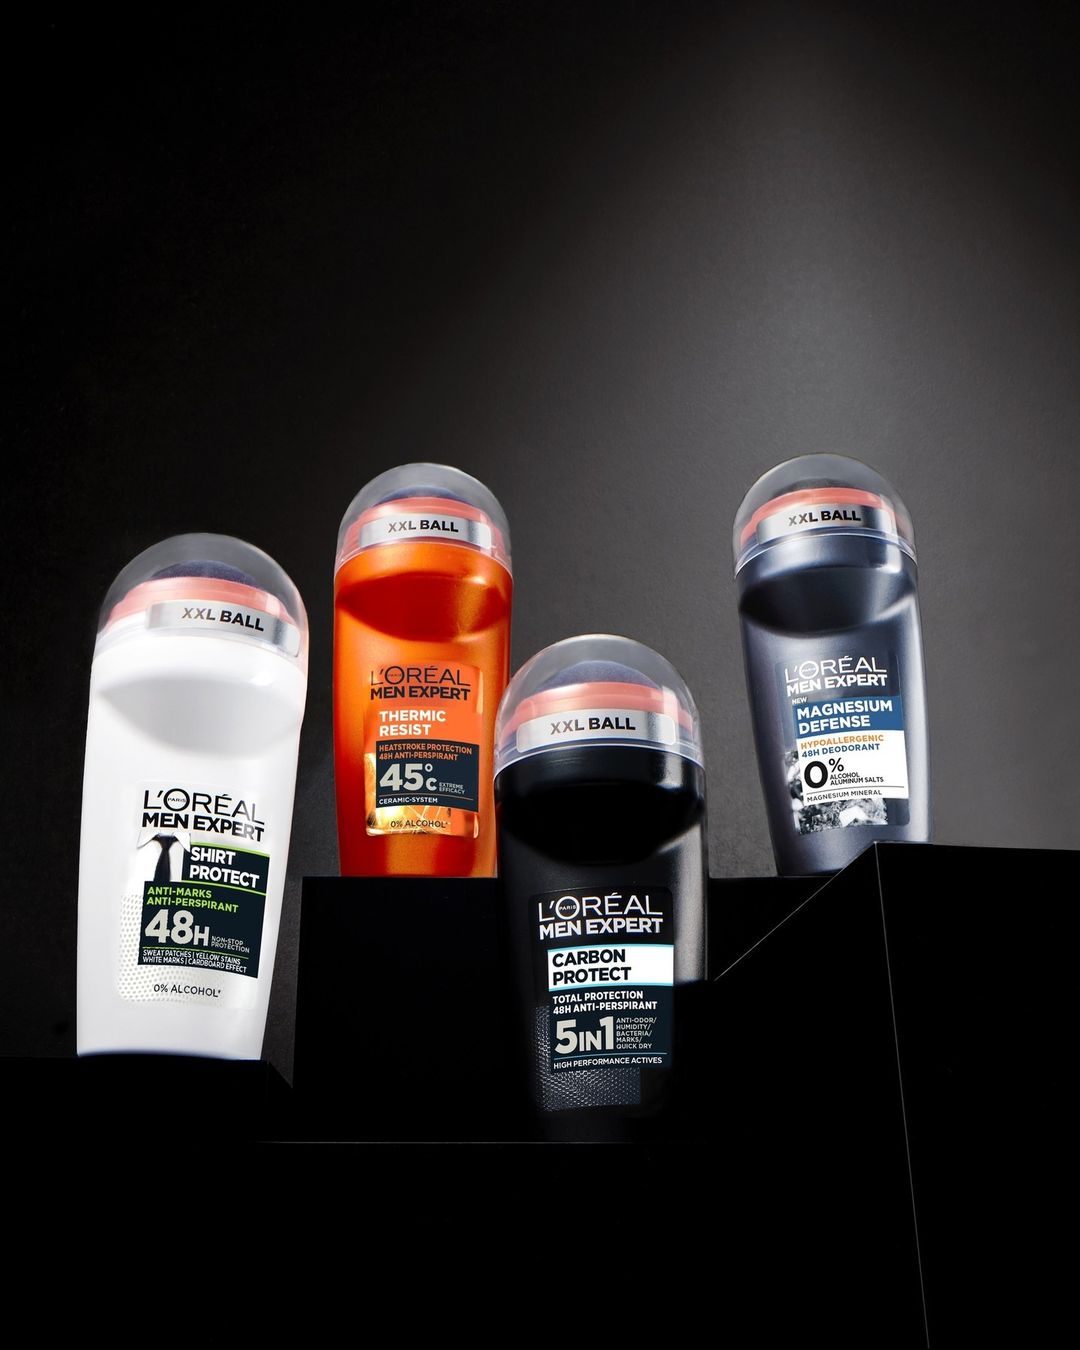 XXL BALL
L'ORÉAL
PARIS
MEN EXPERT
SHIRT
PROTECT
ANTI-MARKS
ANTI-PERSPIRANT
48H
NON-STOP
PROTECTION
SWEAT PATCHES | YELLOW STAINS
WHITE MARKS | CARDBOARD EFFECT
0% ALCOHOL*
XXL BALL
L'ORÉAL
MEN EXPERT
THERMIC
RESIST
HEATSTROKE PROTECTION
48H ANTI-PERSPIRANT
45°C
EXTREME
EFFICACY
CERAMIC-SYSTEM
0% ALCOHOL*
XXL BALL
L'ORÉAL
PARIS
MEN EXPERT
CARBON
PROTECT
TOTAL PROTECTION
48H ANTI-PERSPIRANT
5IN1
ANTI-ODOR/
HUMIDITY/
BACTERIA/
MARKS/
QUICK DRY
HIGH PERFORMANCE ACTIVES
XXL BALL
L'ORÉAL
MEN EXPERT
NEW
MAGNESIUM
DEFENSE
HYPOALLERGENIC
48H DEODORANT
0%
ALCOHOL
ALUMINUM SALTS
MAGNESIUM MINERAL